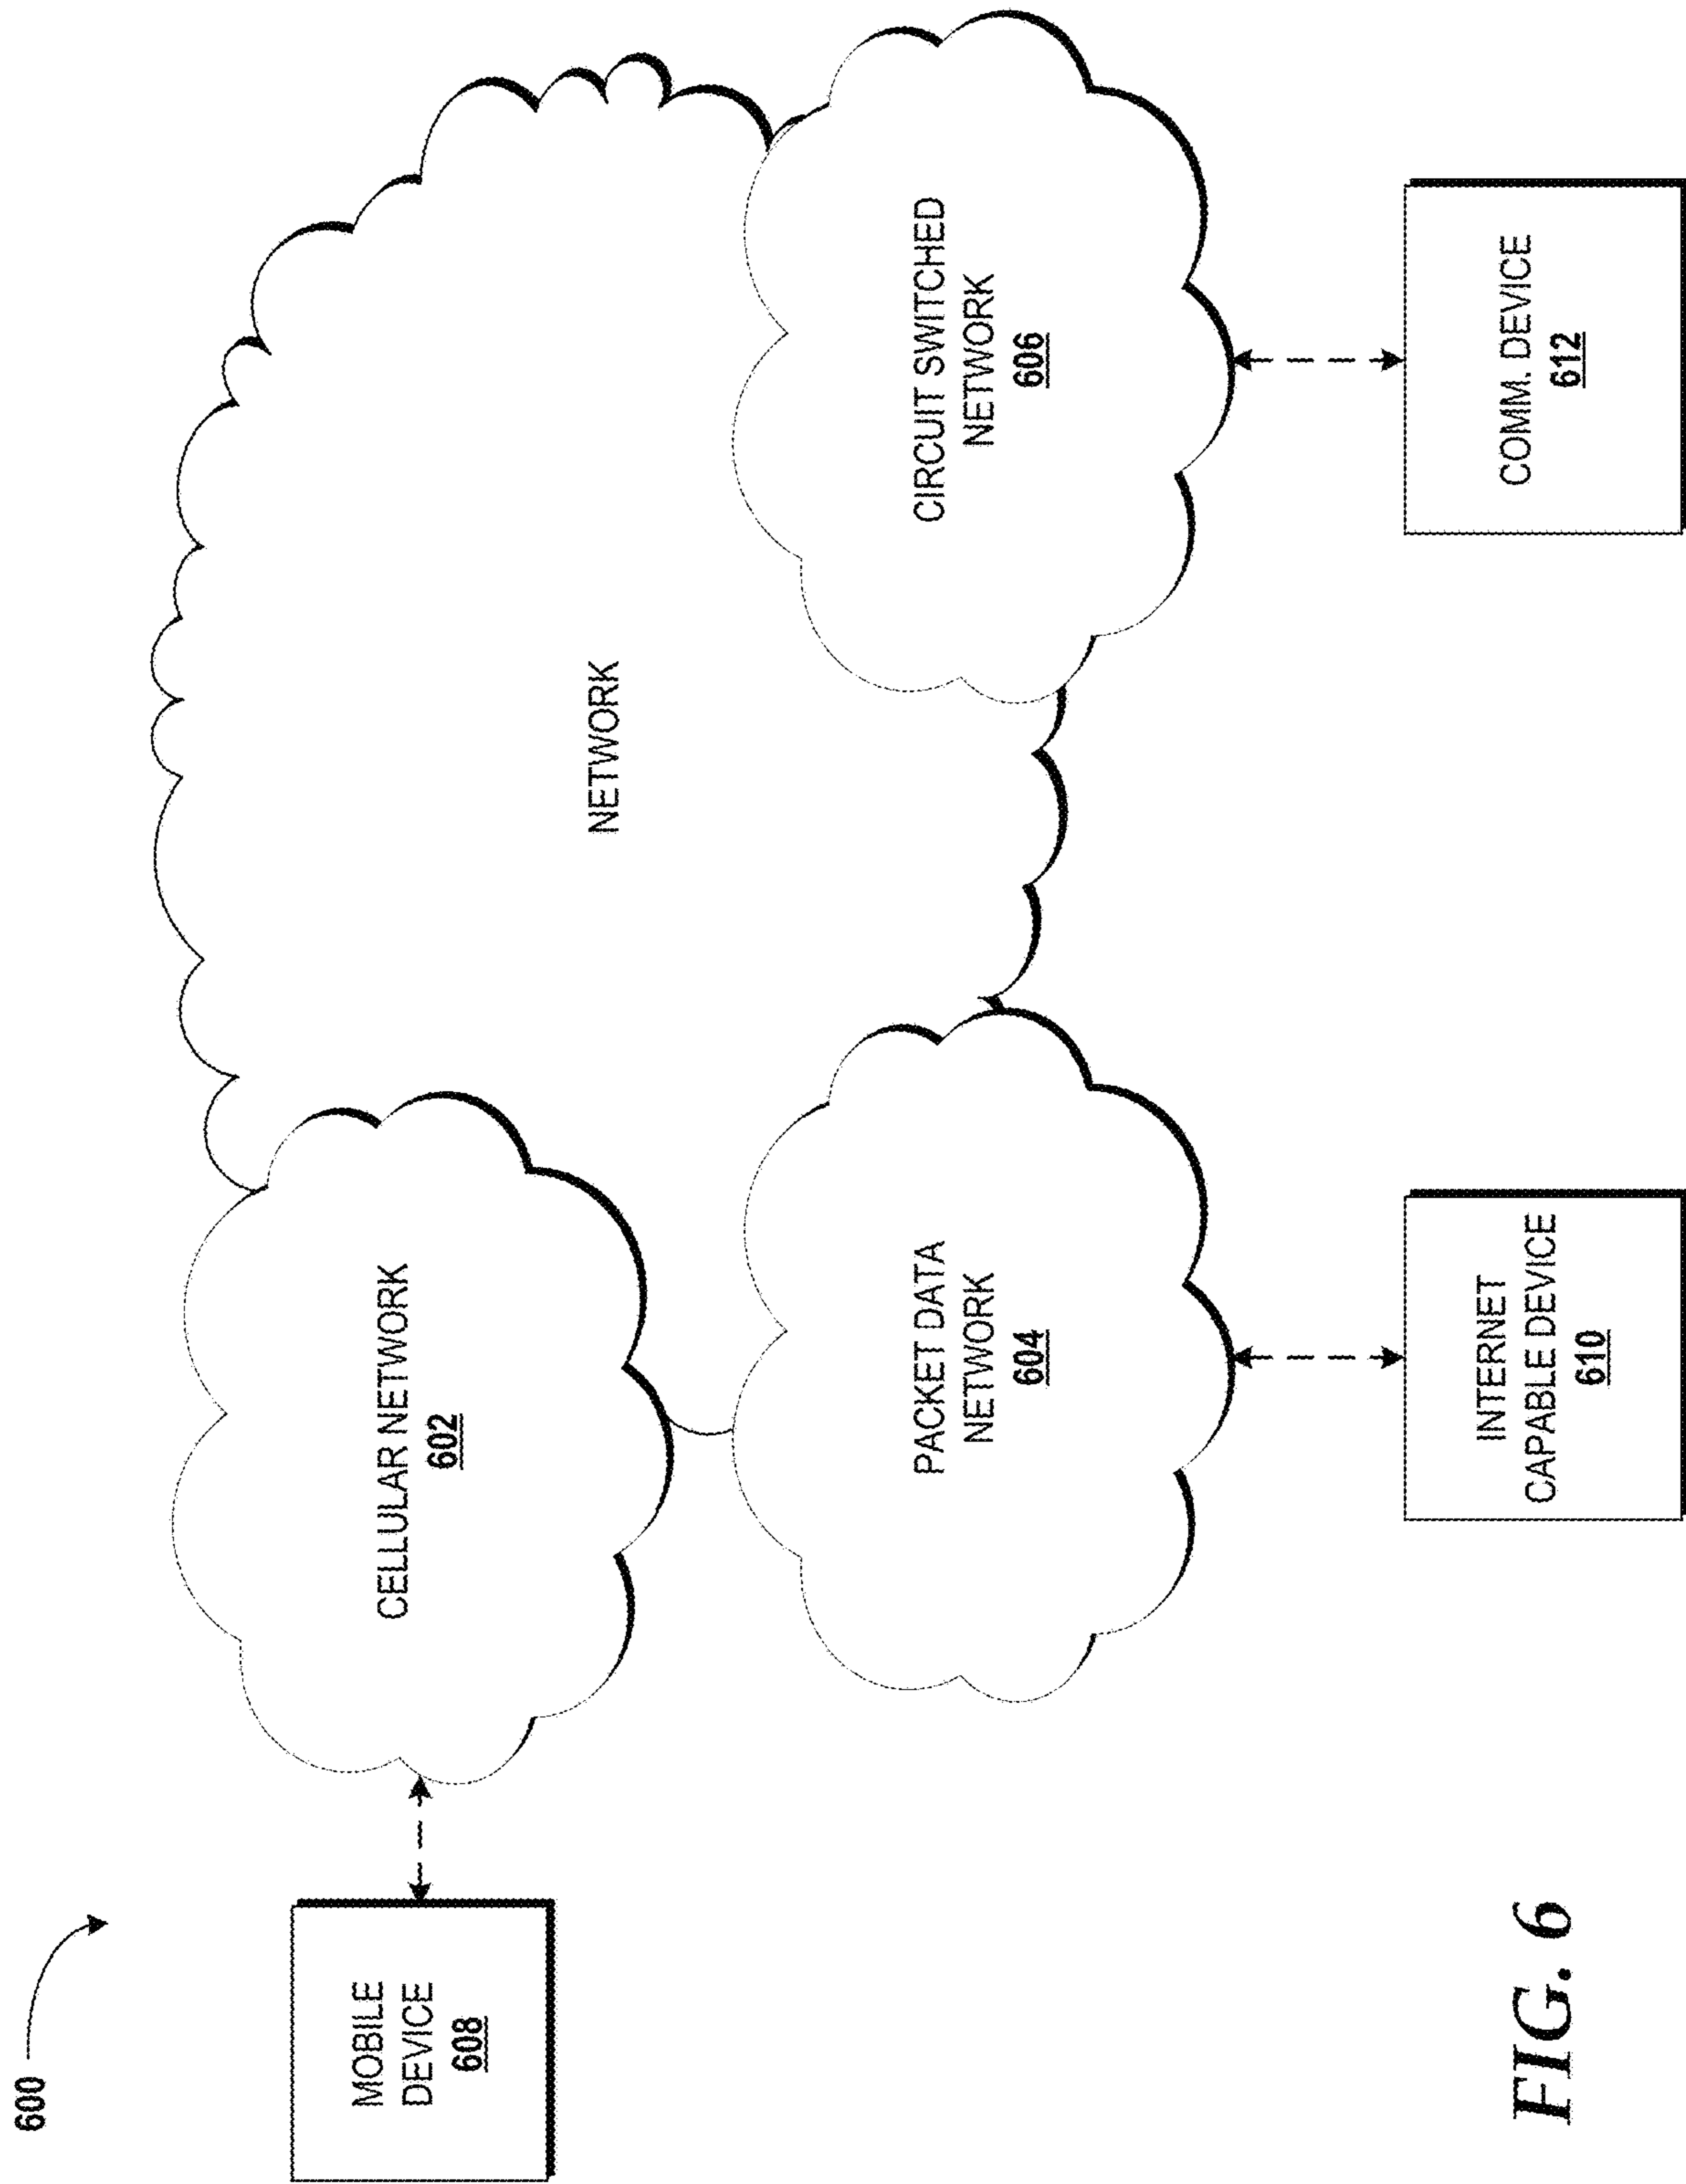 600
MOBILE
DEVICE
608
CELLULAR NETWORK
602
NETWORK
PACKET DATA
NETWORK
604
CIRCUIT SWITCHED
NETWORK
606
INTERNET
CAPABLE DEVICE
610
COMM. DEVICE
612
FIG. 6